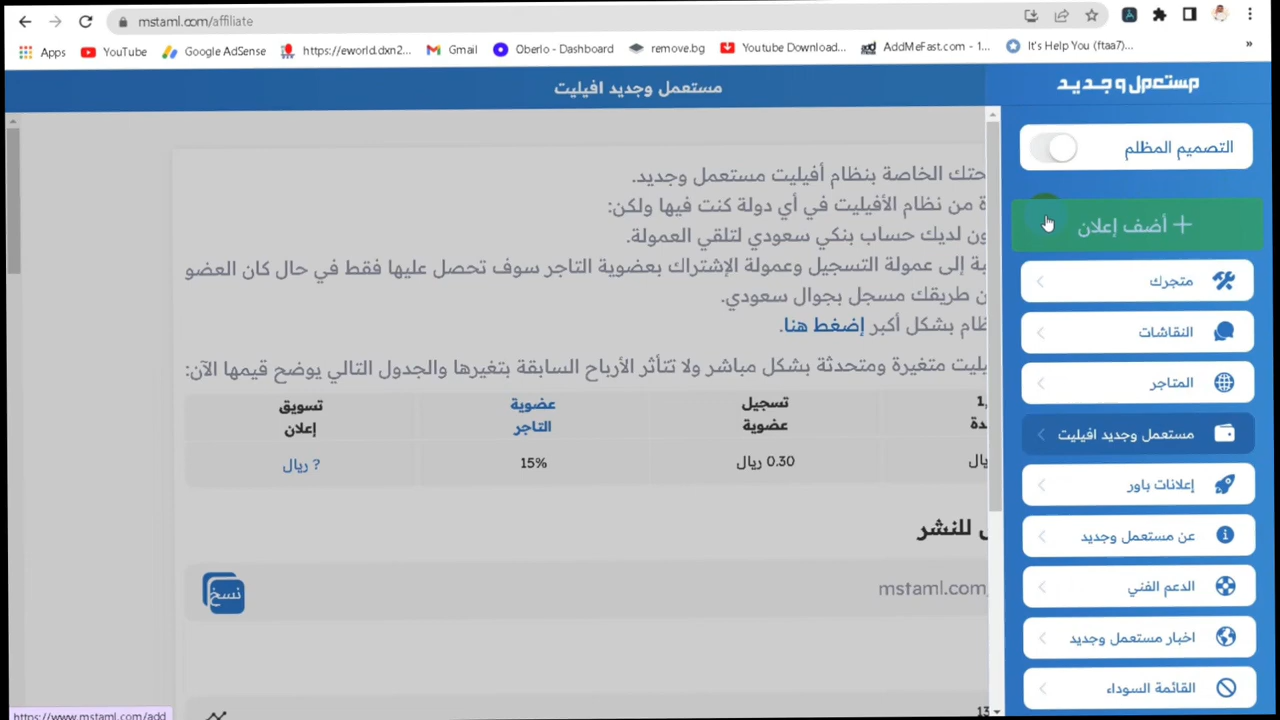 mstaml.com/affiliate
Apps
YouTube
Google AdSense
https://eworld.dxn2...
Gmail
Oberlo - Dashboard
remove.bg
Youtube Download...
AddMeFast.com - 1...
It's Help You (ftaa7)...
»
مستعمل وجديد افيليت
مستعمل وجديد
التصميم المظلم
أضف إعلان
متجرك
النقاشات
المتاجر
مستعمل وجديد افيليت
إعلانات باور
عن مستعمل وجديد
الدعم الفني
اخبار مستعمل وجديد
القائمة السوداء
الخاصة بنظام أفيليت مستعمل وجديد.
من نظام الأفيليت في أي دولة كنت فيها ولكن:
لديك حساب بنكي سعودي لتلقي العمولة.
إلى عمولة التسجيل وعمولة الإشتراك بعضوية التاجر سوف تحصل عليها فقط في حال كان العضو
طريقك مسجل بجوال سعودي.
بشكل أكبر إضغط هنا.
متغيرة ومتحدثة بشكل مباشر ولا تتأثر الأرباح السابقة بتغيرها والجدول التالي يوضح قيمها الآن:
تسجيل عضوية
عضوية التاجر
تسويق إعلان
0.30 ريال
15%
? ريال
للنشر
mstaml.com/
نسخ
13
https://www.mstaml.com/add